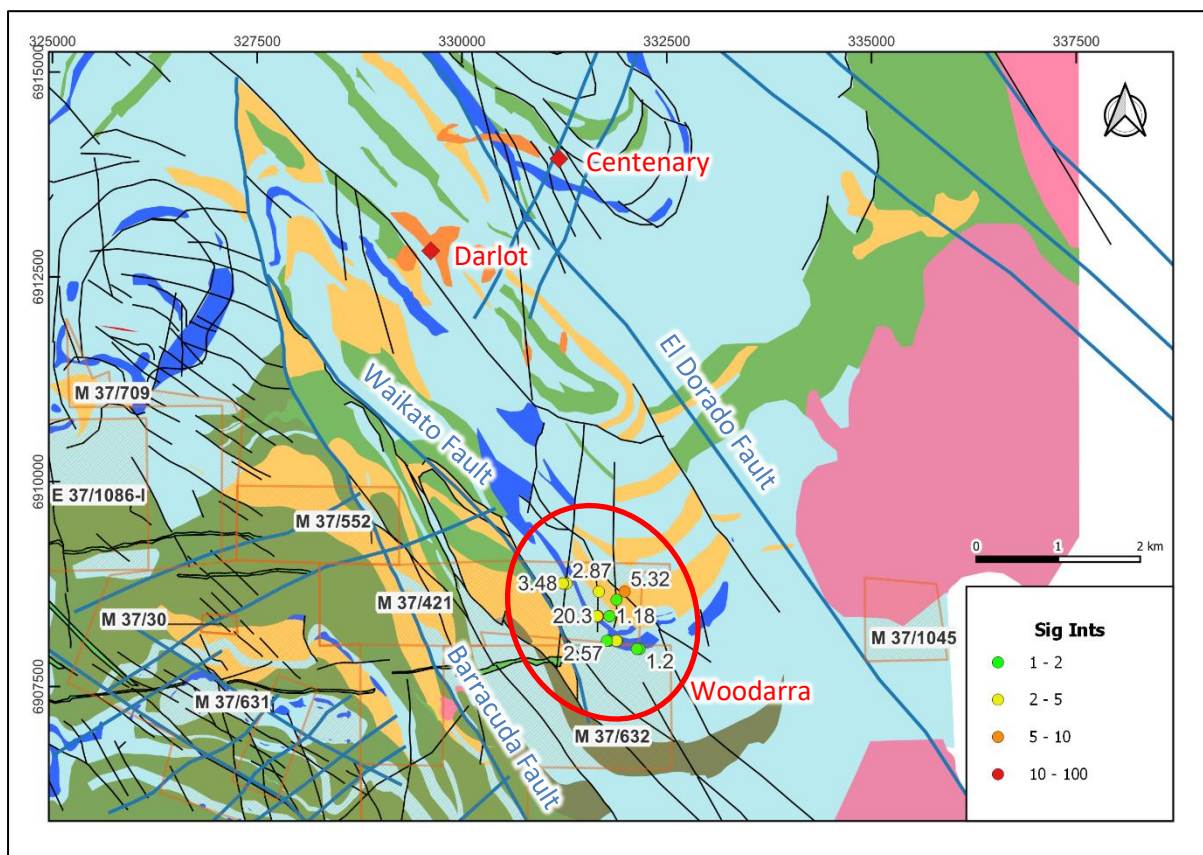 325000
327500
330000
332500
335000
337500
6915000
6912500
6910000
6907500
Centenary
Darlot
El Dorado Fault
Waikato Fault
M 37/709
E 37/1086-I
M 37/552
0 1 2 km
2.87
3.48
5.32
M 37/421
20.3
1.18
M 37/30
M 37/1045
2.57
1.2
Barracuda Fault
Woodarra
M 37/631
M 37/632
Sig Ints
1 - 2
2 - 5
5 - 10
10 - 100